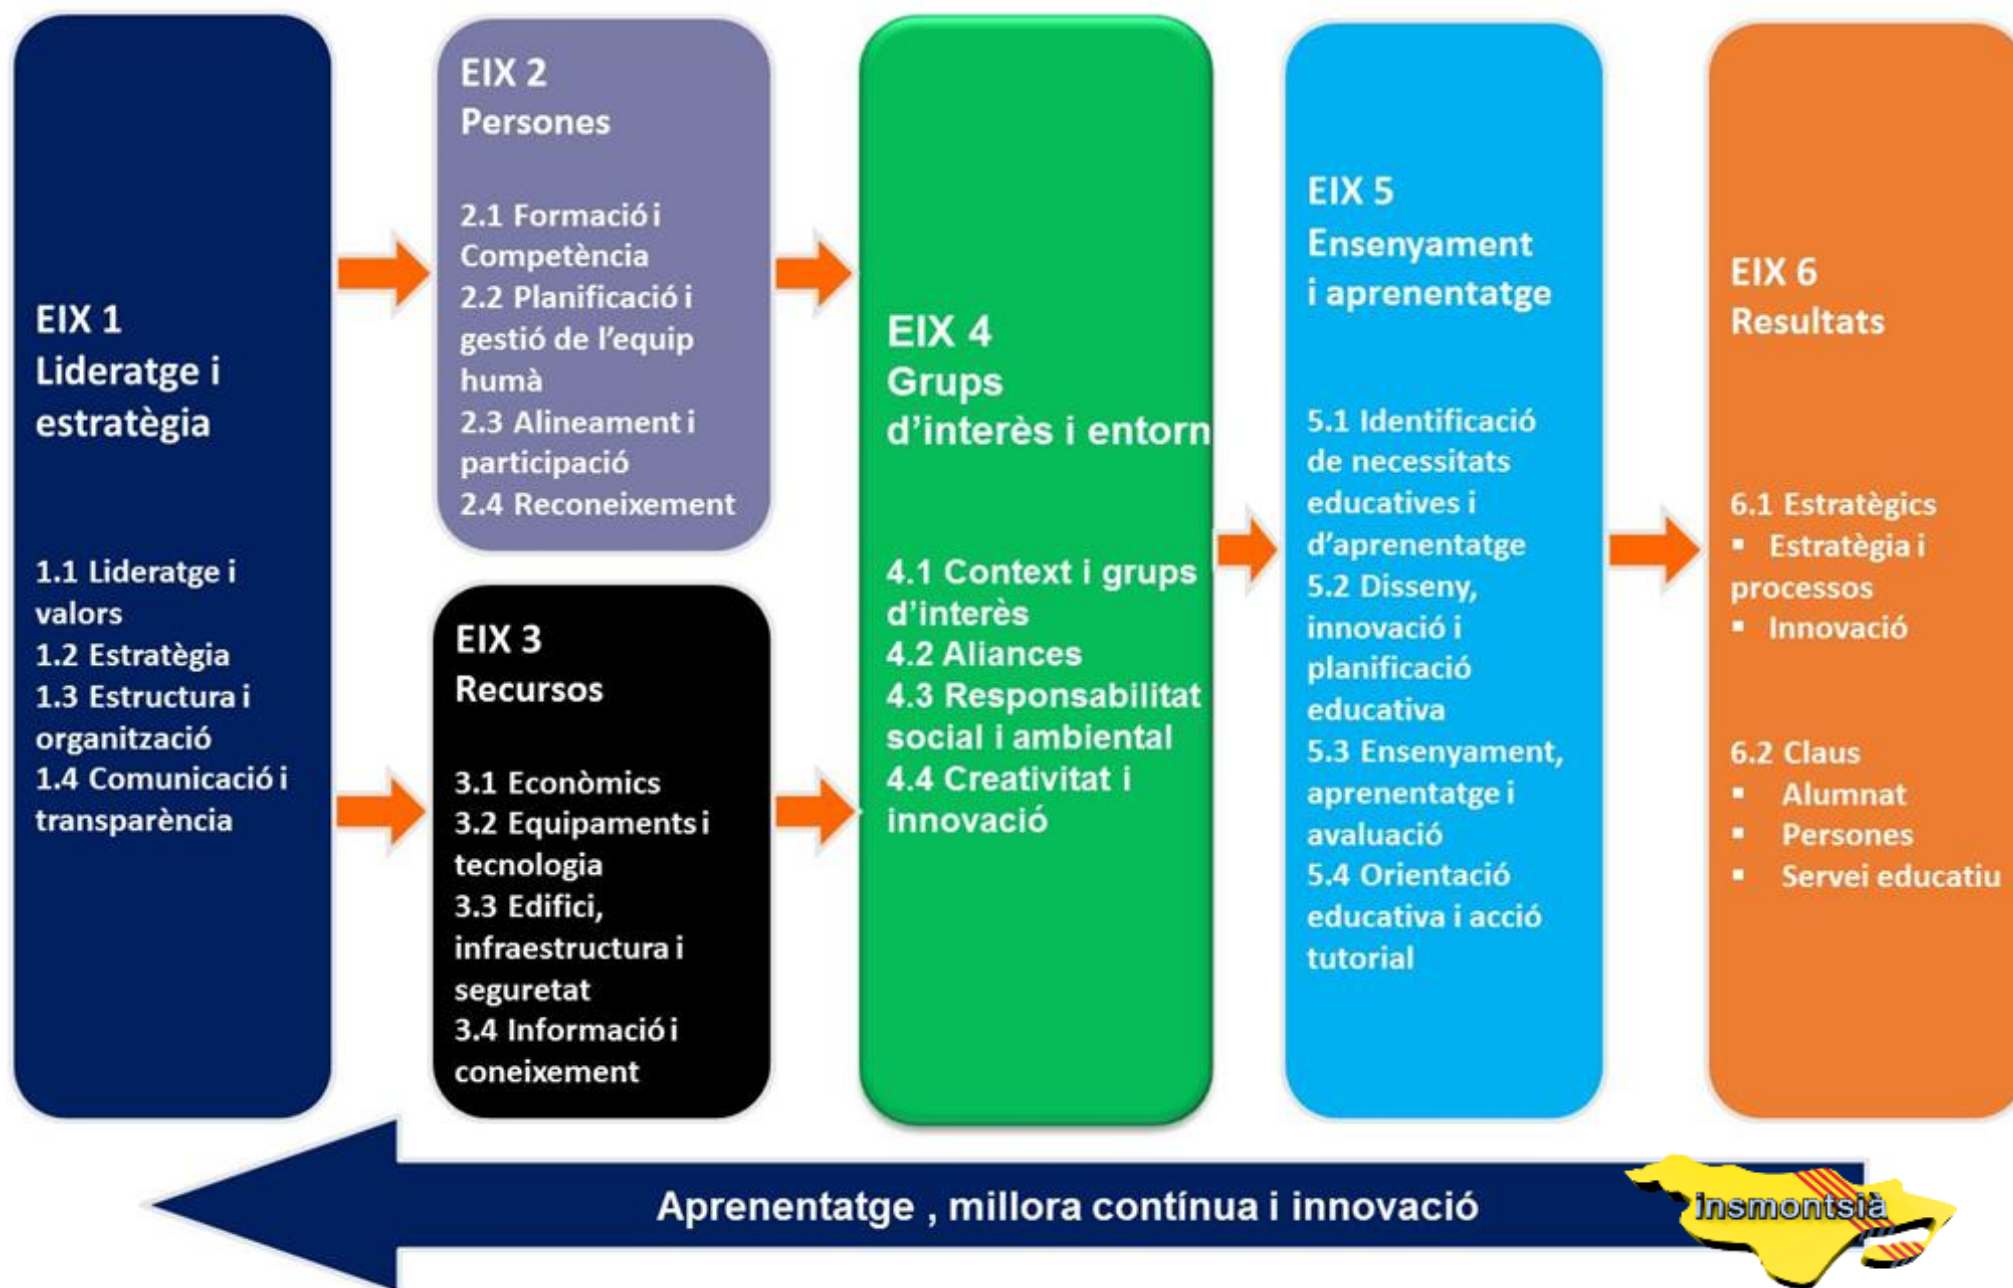 EIX 1
Lideratge i
estratègia
1.1 Lideratge i
valors
1.2 Estratègia
1.3 Estructura i
organització
1.4 Comunicació i
transparència
EIX 2
Persones
2.1 Formació i
Competència
2.2 Planificació i
gestió de l’equip
humà
2.3 Alineament i
participació
2.4 Reconeixement
EIX 3
Recursos
3.1 Econòmics
3.2 Equipaments i
tecnologia
3.3 Edifici,
infraestructura i
seguretat
3.4 Informació i
coneixement
EIX 4
Grups
d’interès i entorn
4.1 Context i grups
d’interès
4.2 Aliances
4.3 Responsabilitat
social i ambiental
4.4 Creativitat i
innovació
EIX 5
Ensenyament
i aprenentatge
5.1 Identificació
de necessitats
educatives i
d’aprenentatge
5.2 Disseny,
innovació i
planificació
educativa
5.3 Ensenyament,
aprenentatge i
avaluació
5.4 Orientació
educativa i acció
tutorial
EIX 6
Resultats
6.1 Estratègics
▪ Estratègia i
processos
▪ Innovació
6.2 Claus
▪ Alumnat
▪ Persones
▪ Servei educatiu
Aprenentatge , millora contínua i innovació
insmontsià